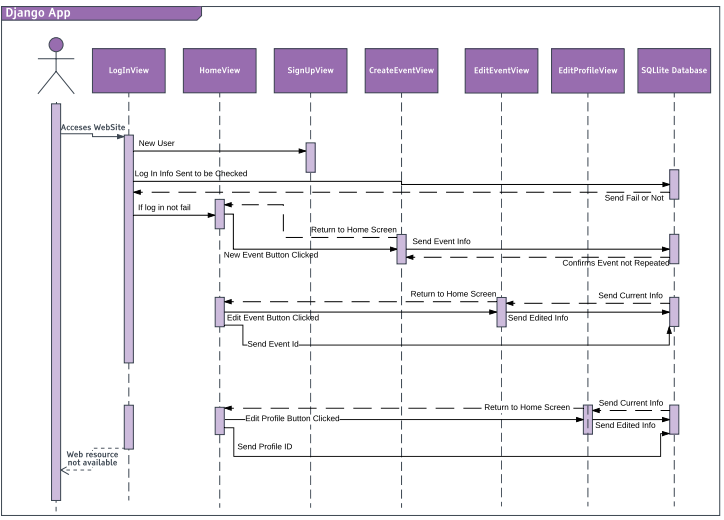 Django App
LogInView
HomeView
SignUpView
CreateEventView
EditEventView
EditProfileView
SQLlite Database
Acceses WebSite
New User
Log In Info Sent to be Checked
Send Fail or Not
If log in not fail
Return to Home Screen
Send Event Info
New Event Button Clicked
Confirms Event not Repeated
Return to Home Screen
Send Current Info
Edit Event Button Clicked
Send Edited Info
Send Event Id
Send Current Info
Return to Home Screen
Edit Profile Button Clicked
Send Edited Info
Send Profile ID
Web resource
not available